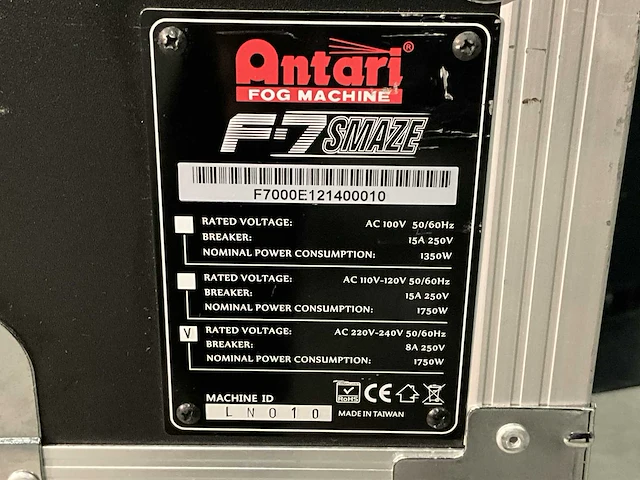 Antari®
FOG MACHINE
F-7 SMAZE
F7000E121400010
RATED VOLTAGE: AC 100V 50/60Hz
BREAKER: 15A 250V
NOMINAL POWER CONSUMPTION: 1350W
RATED VOLTAGE: AC 110V-120V 50/60Hz
BREAKER: 15A 250V
NOMINAL POWER CONSUMPTION: 1750W
V RATED VOLTAGE: AC 220V-240V 50/60Hz
BREAKER: 8A 250V
NOMINAL POWER CONSUMPTION: 1750W
MACHINE ID
LN010
RoHS CE
MADE IN TAIWAN